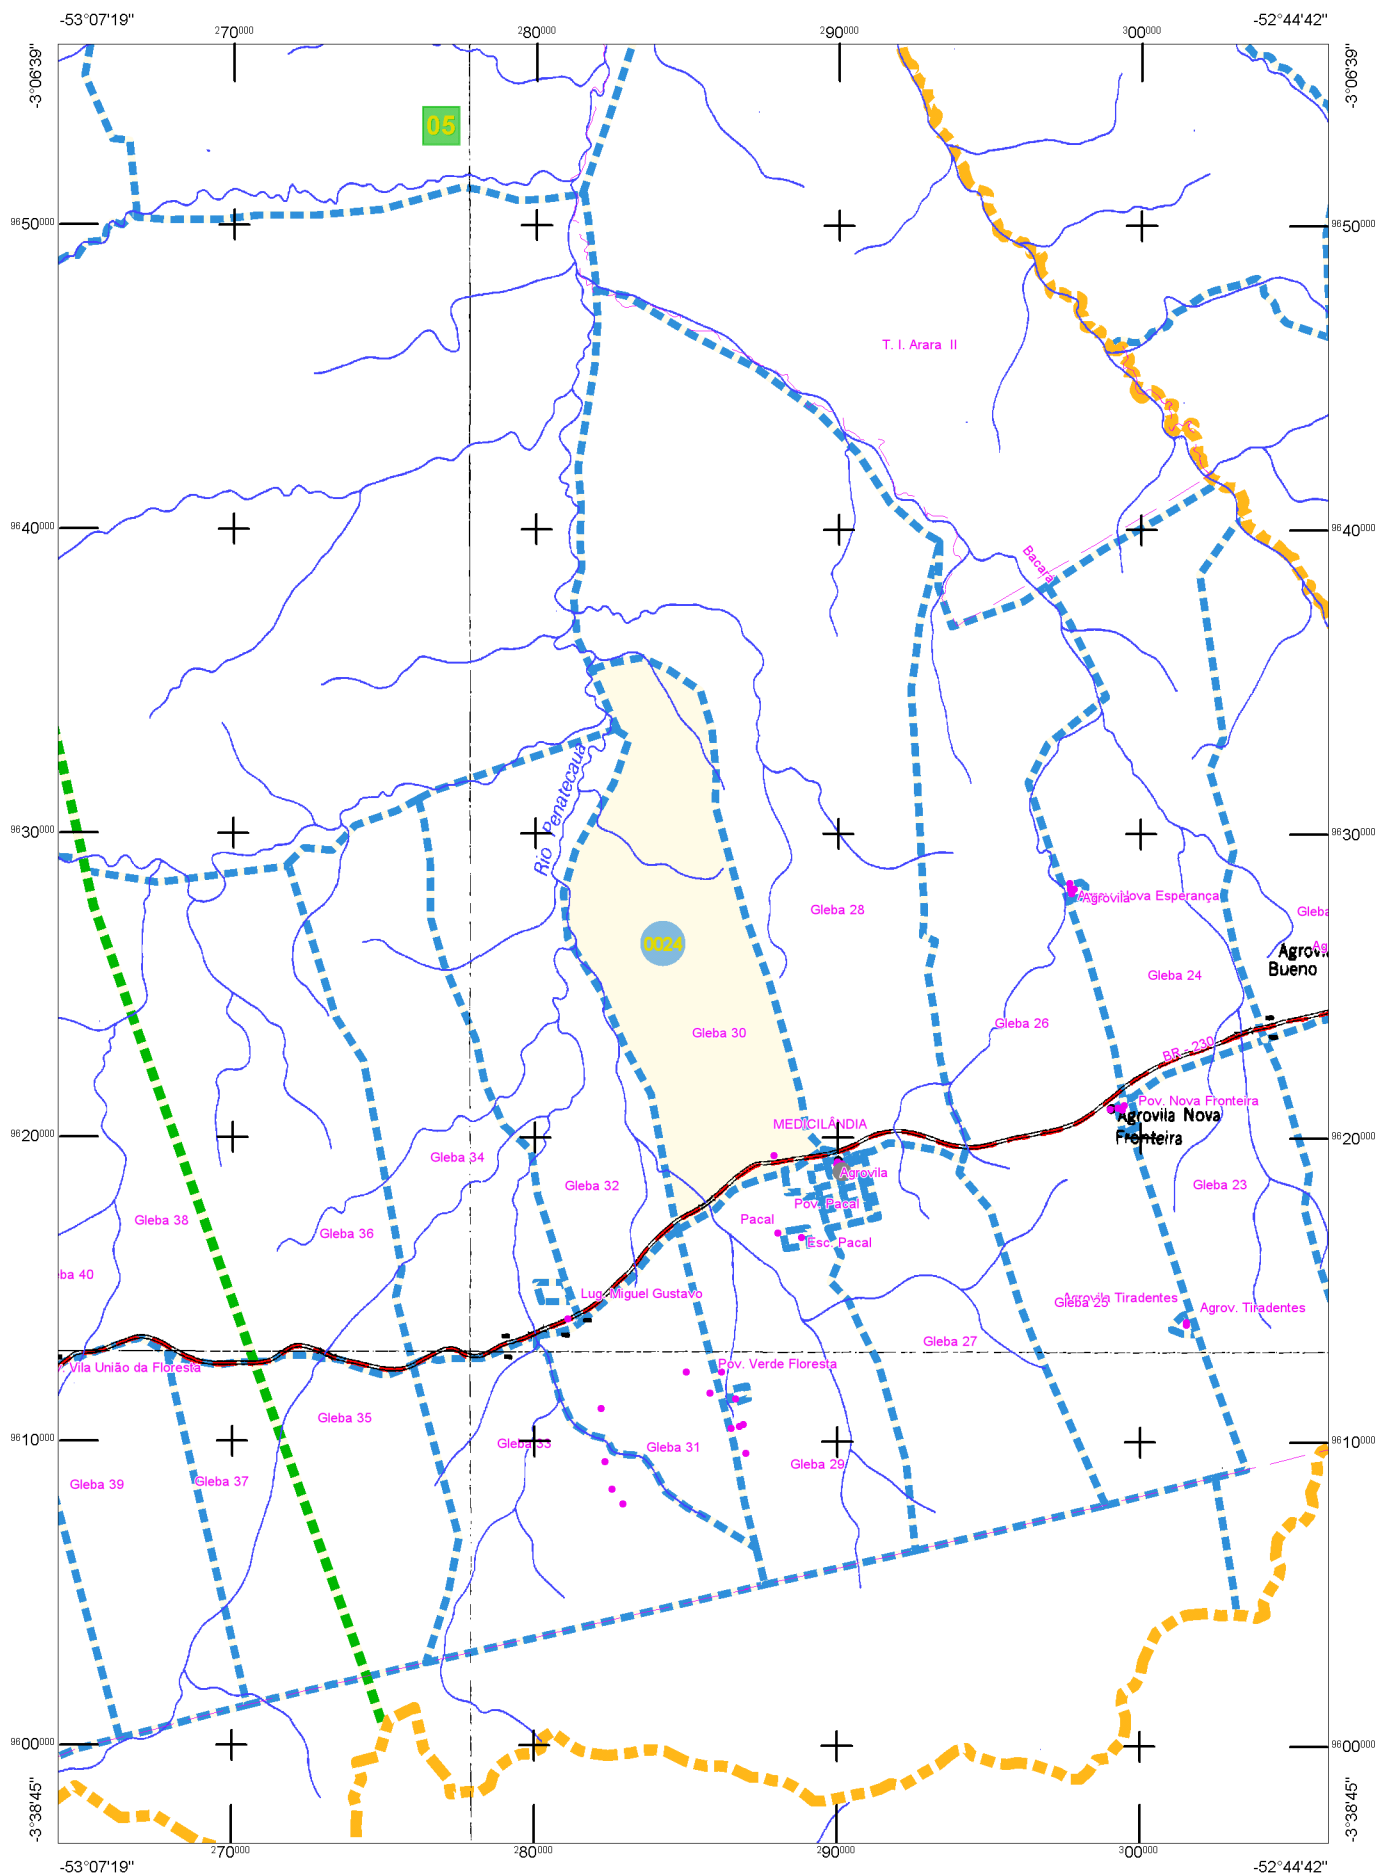 -53°07'19"
-52°44'42"
270000
280000
290000
300000
-3°06'39"
-3°06'39"
05
9650000
9650000
T. I. Arara II
9640000
9640000
Bacará
Rio Penatecaua
9630000
9630000
Agrovila
Nova Esperança
Gleba 28
Gleba
0024
Agrov.
Ag
Bueno
Gleba 24
Gleba 26
Gleba 30
BR - 230
Pov. Nova Fronteira
Agrovila Nova
Fronteira
MEDICILÂNDIA
9620000
9620000
Gleba 34
Agrovila
Gleba 32
Gleba 23
Pov. Pacal
Gleba 38
Pacal
Gleba 36
Esc. Pacal
ba 40
Lug. Miguel Gustavo
Agrovila Tiradentes
Gleba 25
Agrov. Tiradentes
Gleba 27
Vila União da Floresta
Pov. Verde Floresta
Gleba 35
9610000
9610000
Gleba 33
Gleba 31
Gleba 29
Gleba 39
Gleba 37
9600000
9600000
-3°38'45"
-3°38'45"
270000
280000
290000
300000
-53°07'19"
-52°44'42"